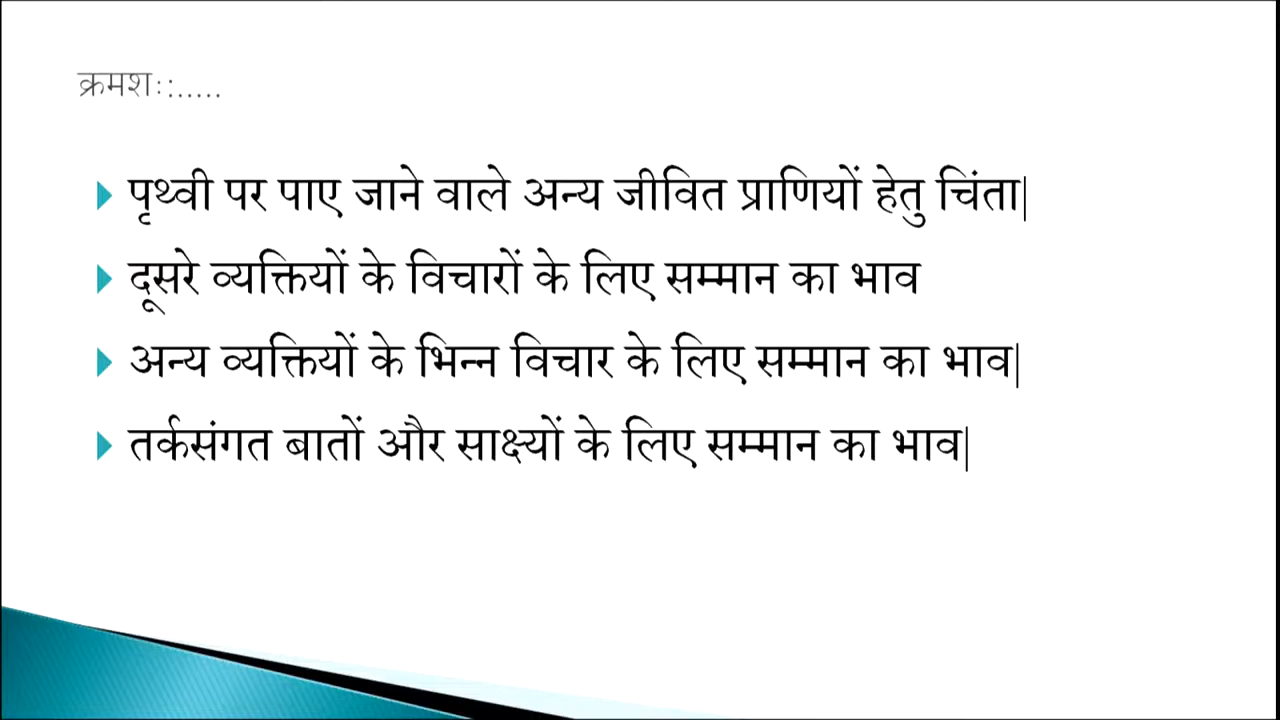 क्रमशः:.....
पृथ्वी पर पाए जाने वाले अन्य जीवित प्राणियों हेतु चिंता|
दूसरे व्यक्तियों के विचारों के लिए सम्मान का भाव
अन्य व्यक्तियों के भिन्न विचार के लिए सम्मान का भाव|
तर्कसंगत बातों और साक्ष्यों के लिए सम्मान का भाव|